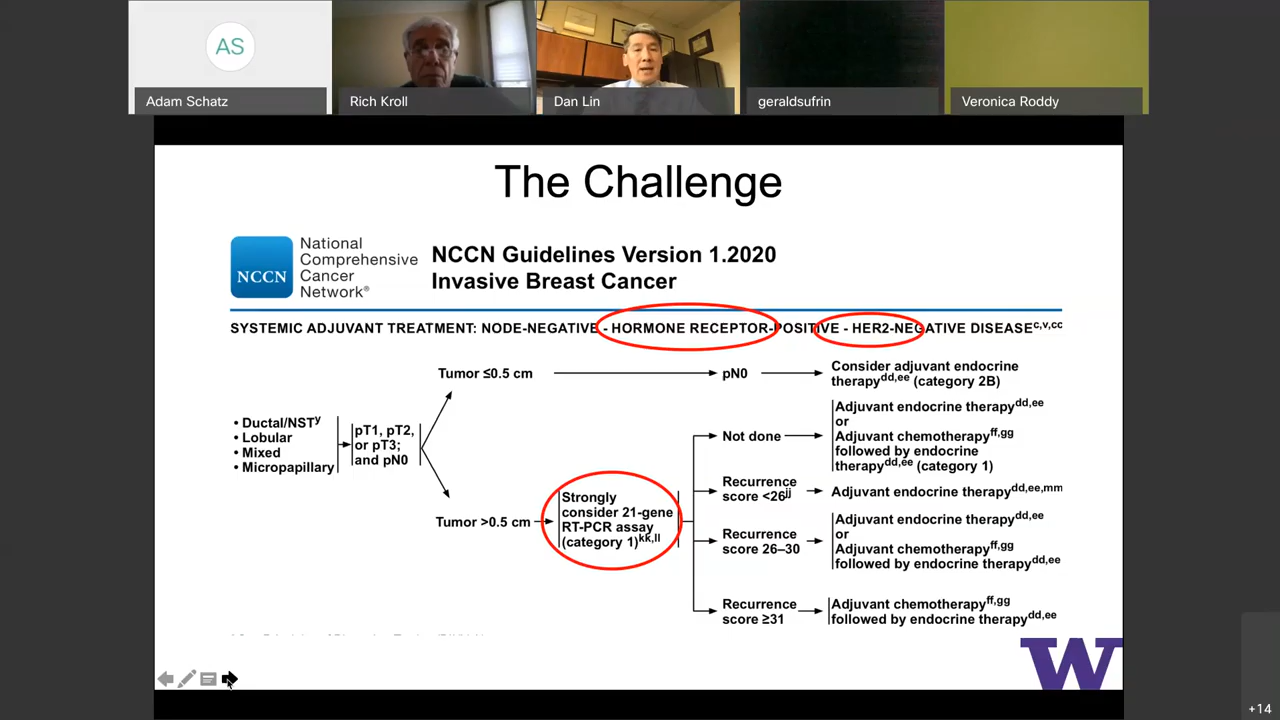 AS
Adam Schatz
Rich Kroll
Dan Lin
geraldsufrin
Veronica Roddy
The Challenge
NCCN
National
Comprehensive
Cancer
Network®
NCCN Guidelines Version 1.2020
Invasive Breast Cancer
SYSTEMIC ADJUVANT TREATMENT: NODE-NEGATIVE - HORMONE RECEPTOR-POSITIVE - HER2-NEGATIVE DISEASEc,v,cc
• Ductal/NSTy
• Lobular
• Mixed
• Micropapillary
pT1, pT2,
or pT3;
and pN0
Tumor ≤0.5 cm
pN0
Consider adjuvant endocrine
therapydd,ee (category 2B)
Tumor >0.5 cm
Strongly
consider 21-gene
RT-PCR assay
(category 1)kk,ll
Not done
Adjuvant endocrine therapydd,ee
or
Adjuvant chemotherapyff,gg
followed by endocrine
therapydd,ee (category 1)
Recurrence
score <26jj
Adjuvant endocrine therapydd,ee,mm
Recurrence
score 26–30
Adjuvant endocrine therapydd,ee
or
Adjuvant chemotherapyff,gg
followed by endocrine therapydd,ee
Recurrence
score ≥31
Adjuvant chemotherapyff,gg
followed by endocrine therapydd,ee
W
+14